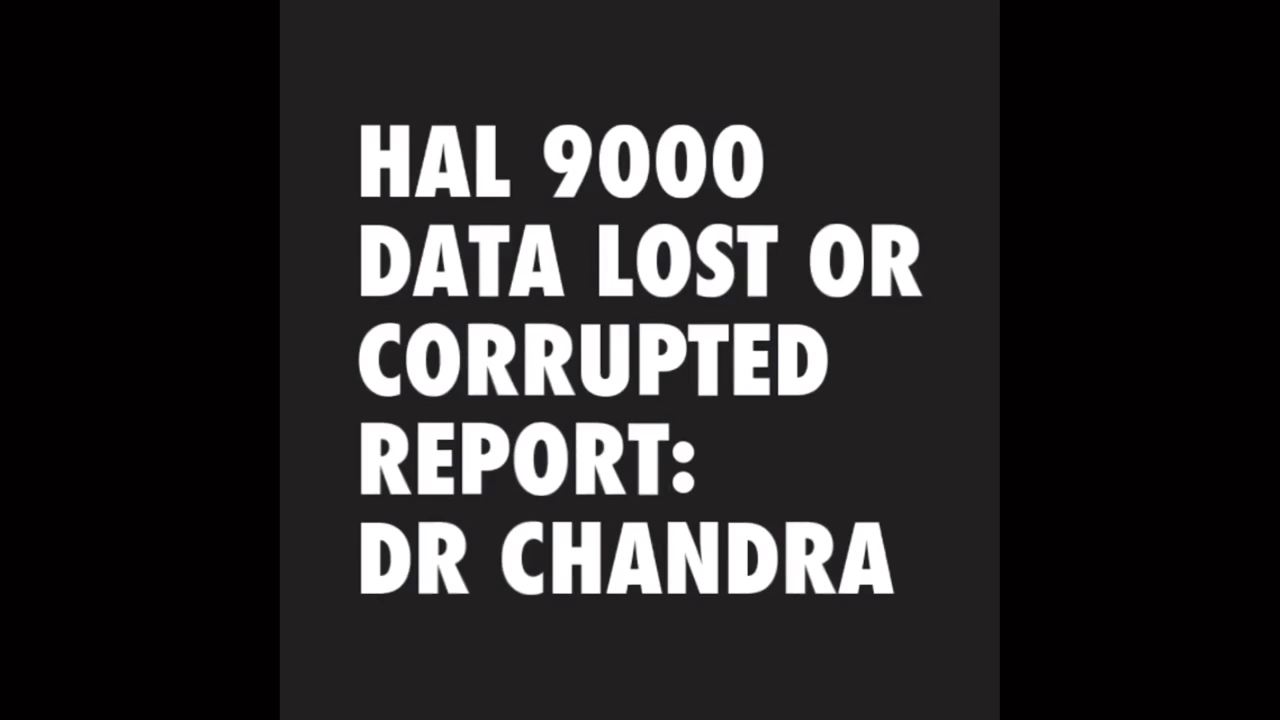 HAL 9000
DATA LOST OR
CORRUPTED
REPORT:
DR CHANDRA